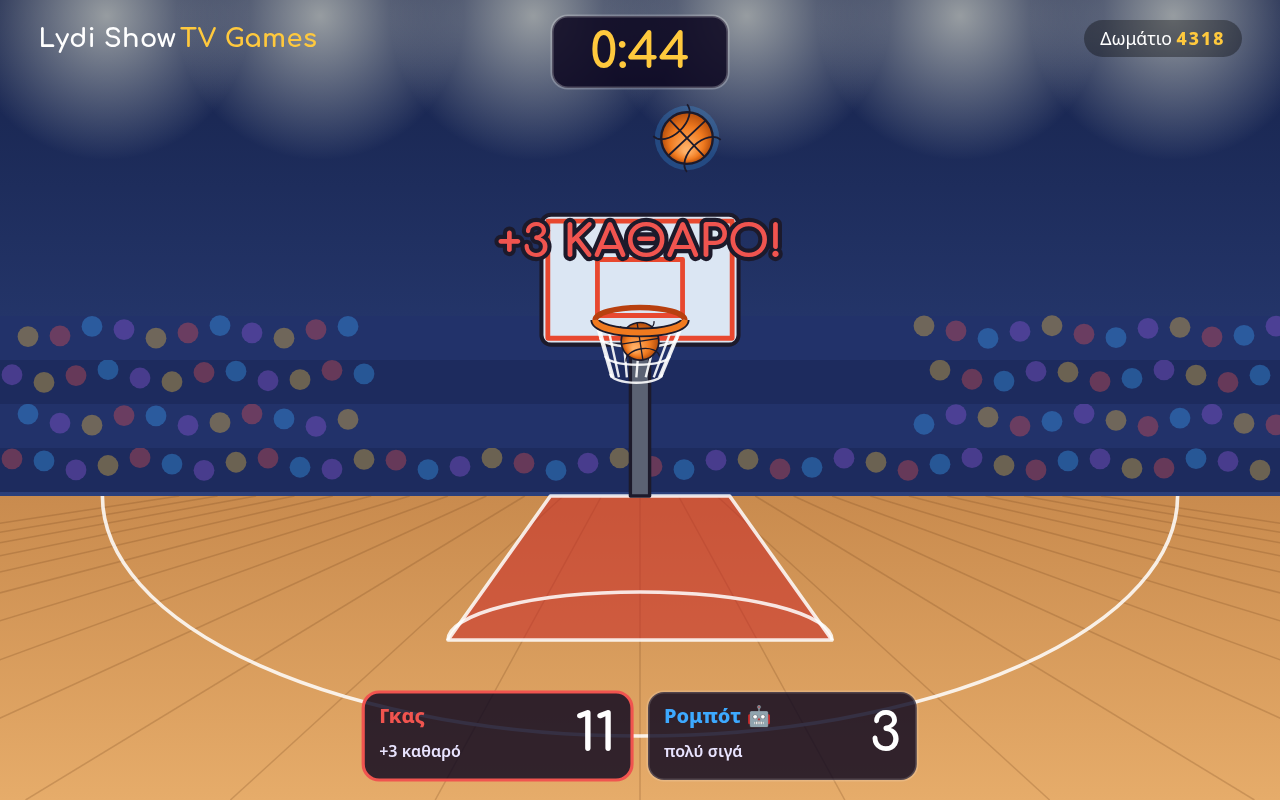 Lydi Show TV Games
0:44
Δωμάτιο 4318
+3 ΚΑΘΑΡΟ!
Γκας
+3 καθαρό
11
Ρομπότ 🤖
πολύ σιγά
3